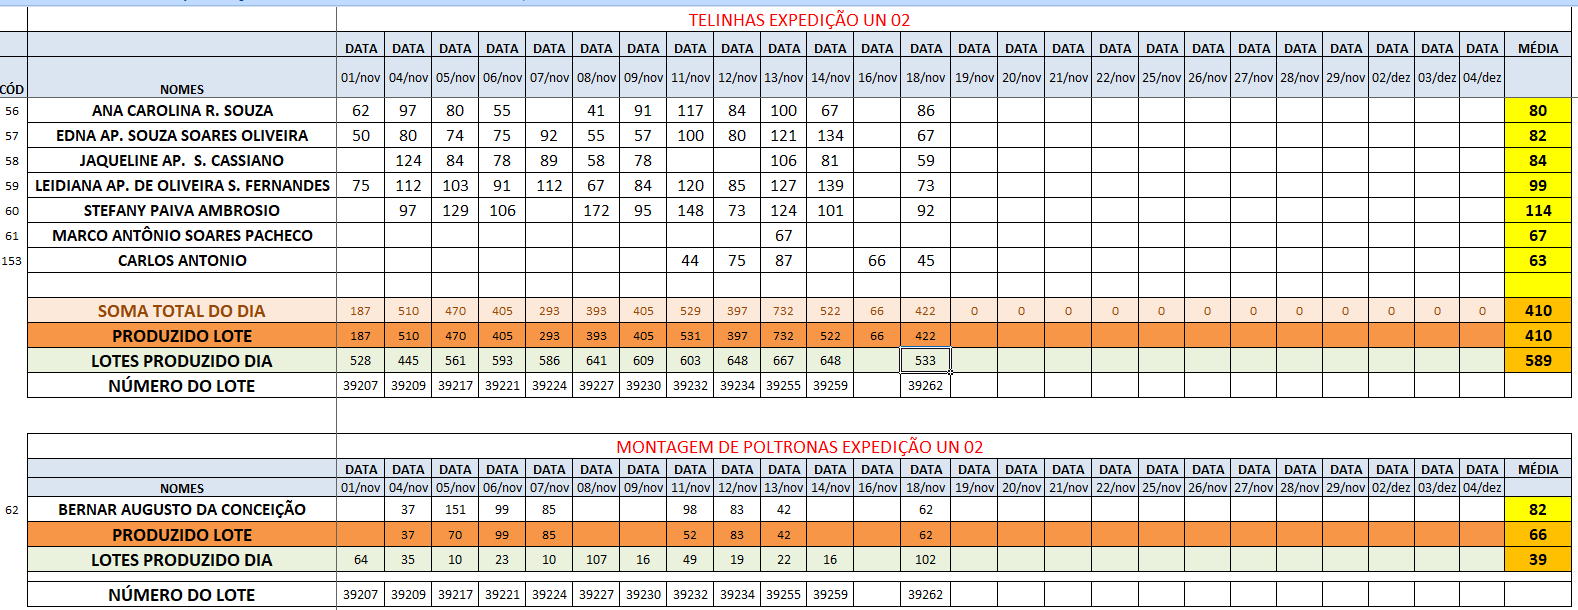 TELINHAS EXPEDIÇÃO UN 02
DATA DATA DATA DATA DATA DATA DATA DATA DATA DATA DATA DATA DATA DATA DATA DATA DATA DATA DATA DATA DATA DATA DATA DATA DATA MÉDIA
CÓD NOMES 01/nov 04/nov 05/nov 06/nov 07/nov 08/nov 09/nov 11/nov 12/nov 13/nov 14/nov 16/nov 18/nov 19/nov 20/nov 21/nov 22/nov 25/nov 26/nov 27/nov 28/nov 29/nov 02/dez 03/dez 04/dez
56 ANA CAROLINA R. SOUZA 62 97 80 55 41 91 117 84 100 67 86 80
57 EDNA AP. SOUZA SOARES OLIVEIRA 50 80 74 75 92 55 57 100 80 121 134 67 82
58 JAQUELINE AP. S. CASSIANO 124 84 78 89 58 78 106 81 59 84
59 LEIDIANA AP. DE OLIVEIRA S. FERNANDES 75 112 103 91 112 67 84 120 85 127 139 73 99
60 STEFANY PAIVA AMBROSIO 97 129 106 172 95 148 73 124 101 92 114
61 MARCO ANTÔNIO SOARES PACHECO 67 67
153 CARLOS ANTONIO 44 75 87 66 45 63
SOMA TOTAL DO DIA 187 510 470 405 293 393 405 529 397 732 522 66 422 0 0 0 0 0 0 0 0 0 0 0 0 410
PRODUZIDO LOTE 187 510 470 405 293 393 405 531 397 732 522 66 422 410
LOTES PRODUZIDO DIA 528 445 561 593 586 641 609 603 648 667 648 533 589
NÚMERO DO LOTE 39207 39209 39217 39221 39224 39227 39230 39232 39234 39255 39259 39262
MONTAGEM DE POLTRONAS EXPEDIÇÃO UN 02
DATA DATA DATA DATA DATA DATA DATA DATA DATA DATA DATA DATA DATA DATA DATA DATA DATA DATA DATA DATA DATA DATA DATA DATA DATA MÉDIA
NOMES 01/nov 04/nov 05/nov 06/nov 07/nov 08/nov 09/nov 11/nov 12/nov 13/nov 14/nov 16/nov 18/nov 19/nov 20/nov 21/nov 22/nov 25/nov 26/nov 27/nov 28/nov 29/nov 02/dez 03/dez 04/dez
62 BERNAR AUGUSTO DA CONCEIÇÃO 37 151 99 85 98 83 42 62 82
PRODUZIDO LOTE 37 70 99 85 52 83 42 62 66
LOTES PRODUZIDO DIA 64 35 10 23 10 107 16 49 19 22 16 102 39
NÚMERO DO LOTE 39207 39209 39217 39221 39224 39227 39230 39232 39234 39255 39259 39262